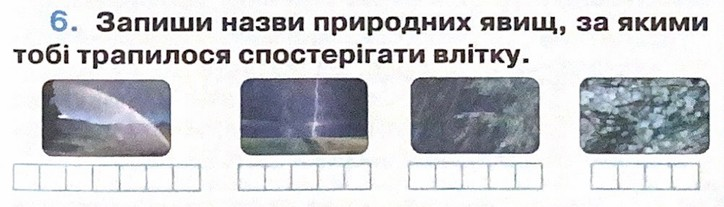 6. Запиши назви природних явищ, за якими
тобі трапилося спостерігати влітку.